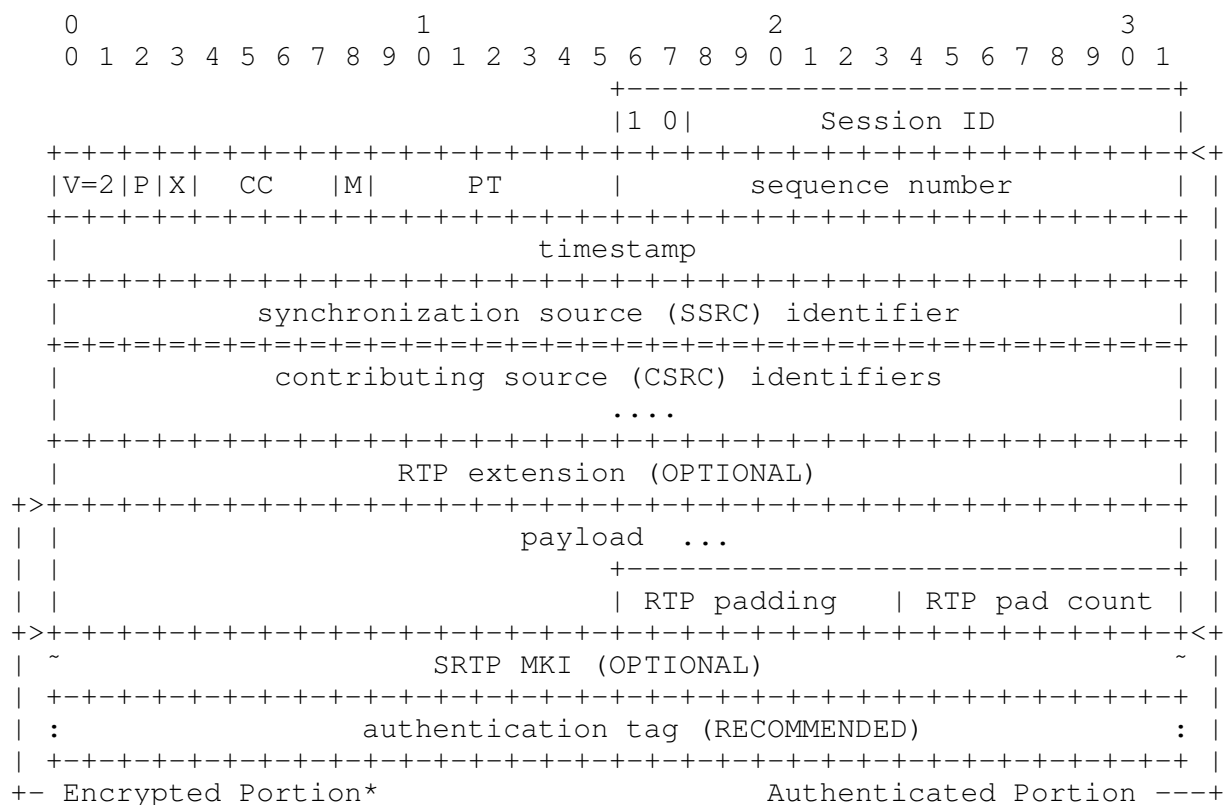 0                   1                   2                   3
    0 1 2 3 4 5 6 7 8 9 0 1 2 3 4 5 6 7 8 9 0 1 2 3 4 5 6 7 8 9 0 1
                                   +-------------------------------+
                                   |1 0|       Session ID          |
   +-+-+-+-+-+-+-+-+-+-+-+-+-+-+-+-+-+-+-+-+-+-+-+-+-+-+-+-+-+-+-+-+<+
   |V=2|P|X|  CC   |M|     PT      |       sequence number         | |
   +-+-+-+-+-+-+-+-+-+-+-+-+-+-+-+-+-+-+-+-+-+-+-+-+-+-+-+-+-+-+-+-+ |
   |                           timestamp                           | |
   +-+-+-+-+-+-+-+-+-+-+-+-+-+-+-+-+-+-+-+-+-+-+-+-+-+-+-+-+-+-+-+-+ |
   |           synchronization source (SSRC) identifier            | |
   +=+=+=+=+=+=+=+=+=+=+=+=+=+=+=+=+=+=+=+=+=+=+=+=+=+=+=+=+=+=+=+=+ |
   |            contributing source (CSRC) identifiers             | |
   |                               ....                            | |
   +-+-+-+-+-+-+-+-+-+-+-+-+-+-+-+-+-+-+-+-+-+-+-+-+-+-+-+-+-+-+-+-+ |
   |                   RTP extension (OPTIONAL)                    | |
 +>+-+-+-+-+-+-+-+-+-+-+-+-+-+-+-+-+-+-+-+-+-+-+-+-+-+-+-+-+-+-+-+-+ |
 | |                          payload  ...                         | |
 | |                               +-------------------------------+ |
 | |                               | RTP padding   | RTP pad count | |
 +>+-+-+-+-+-+-+-+-+-+-+-+-+-+-+-+-+-+-+-+-+-+-+-+-+-+-+-+-+-+-+-+-+<+
 | ~                     SRTP MKI (OPTIONAL)                       ~ |
 | +-+-+-+-+-+-+-+-+-+-+-+-+-+-+-+-+-+-+-+-+-+-+-+-+-+-+-+-+-+-+-+-+ |
 | :                 authentication tag (RECOMMENDED)              : |
 | +-+-+-+-+-+-+-+-+-+-+-+-+-+-+-+-+-+-+-+-+-+-+-+-+-+-+-+-+-+-+-+-+ |
 +- Encrypted Portion*                      Authenticated Portion ---+